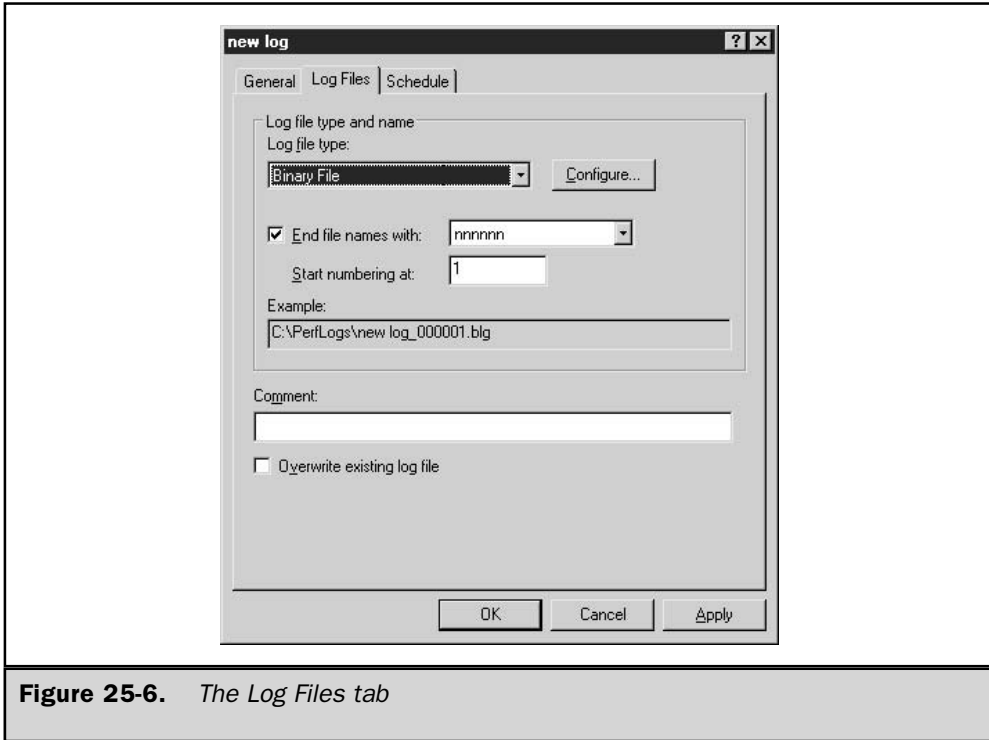 new log
General Log Files Schedule
Log file type and name
Log file type:
Binary File Configure...
End file names with: nnnnnn
Start numbering at: 1
Example:
C:\PerfLogs\new log_000001.blg
Comment:
Overwrite existing log file
OK Cancel Apply
Figure 25-6. The Log Files tab